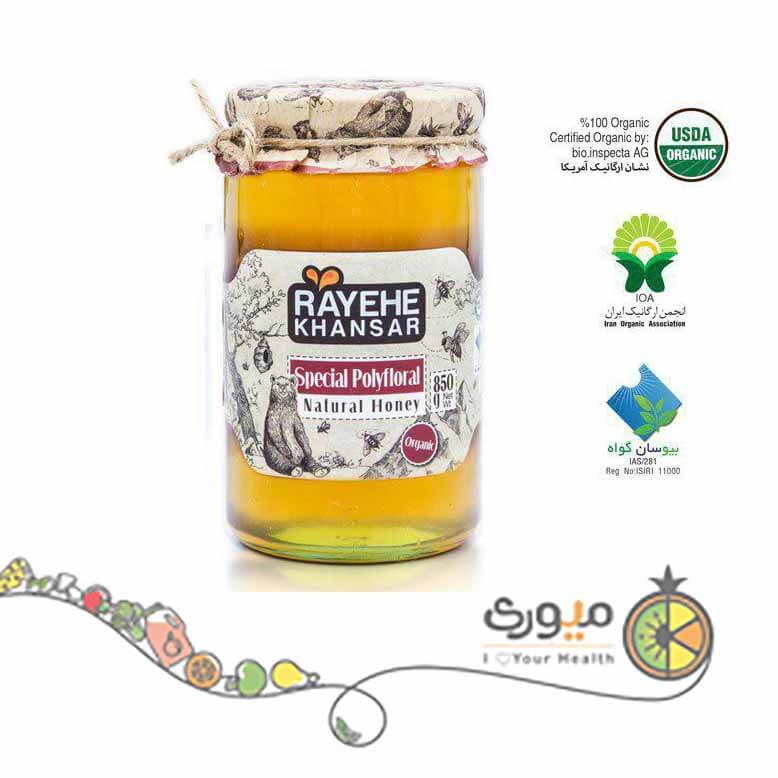 RAYEHE
KHANSAR
Special Polyfloral
Natural Honey
850
g Net
Wt
Organic
%100 Organic
Certified Organic by:
bio.inspecta AG
نشان ارگانیک آمریکا
USDA
ORGANIC
IOA
انجمن ارگانیک ایران
Iran Organic Association
بیوسان گواه
IAS/281
Reg No:ISIRI 11000
میوری
I Your Health